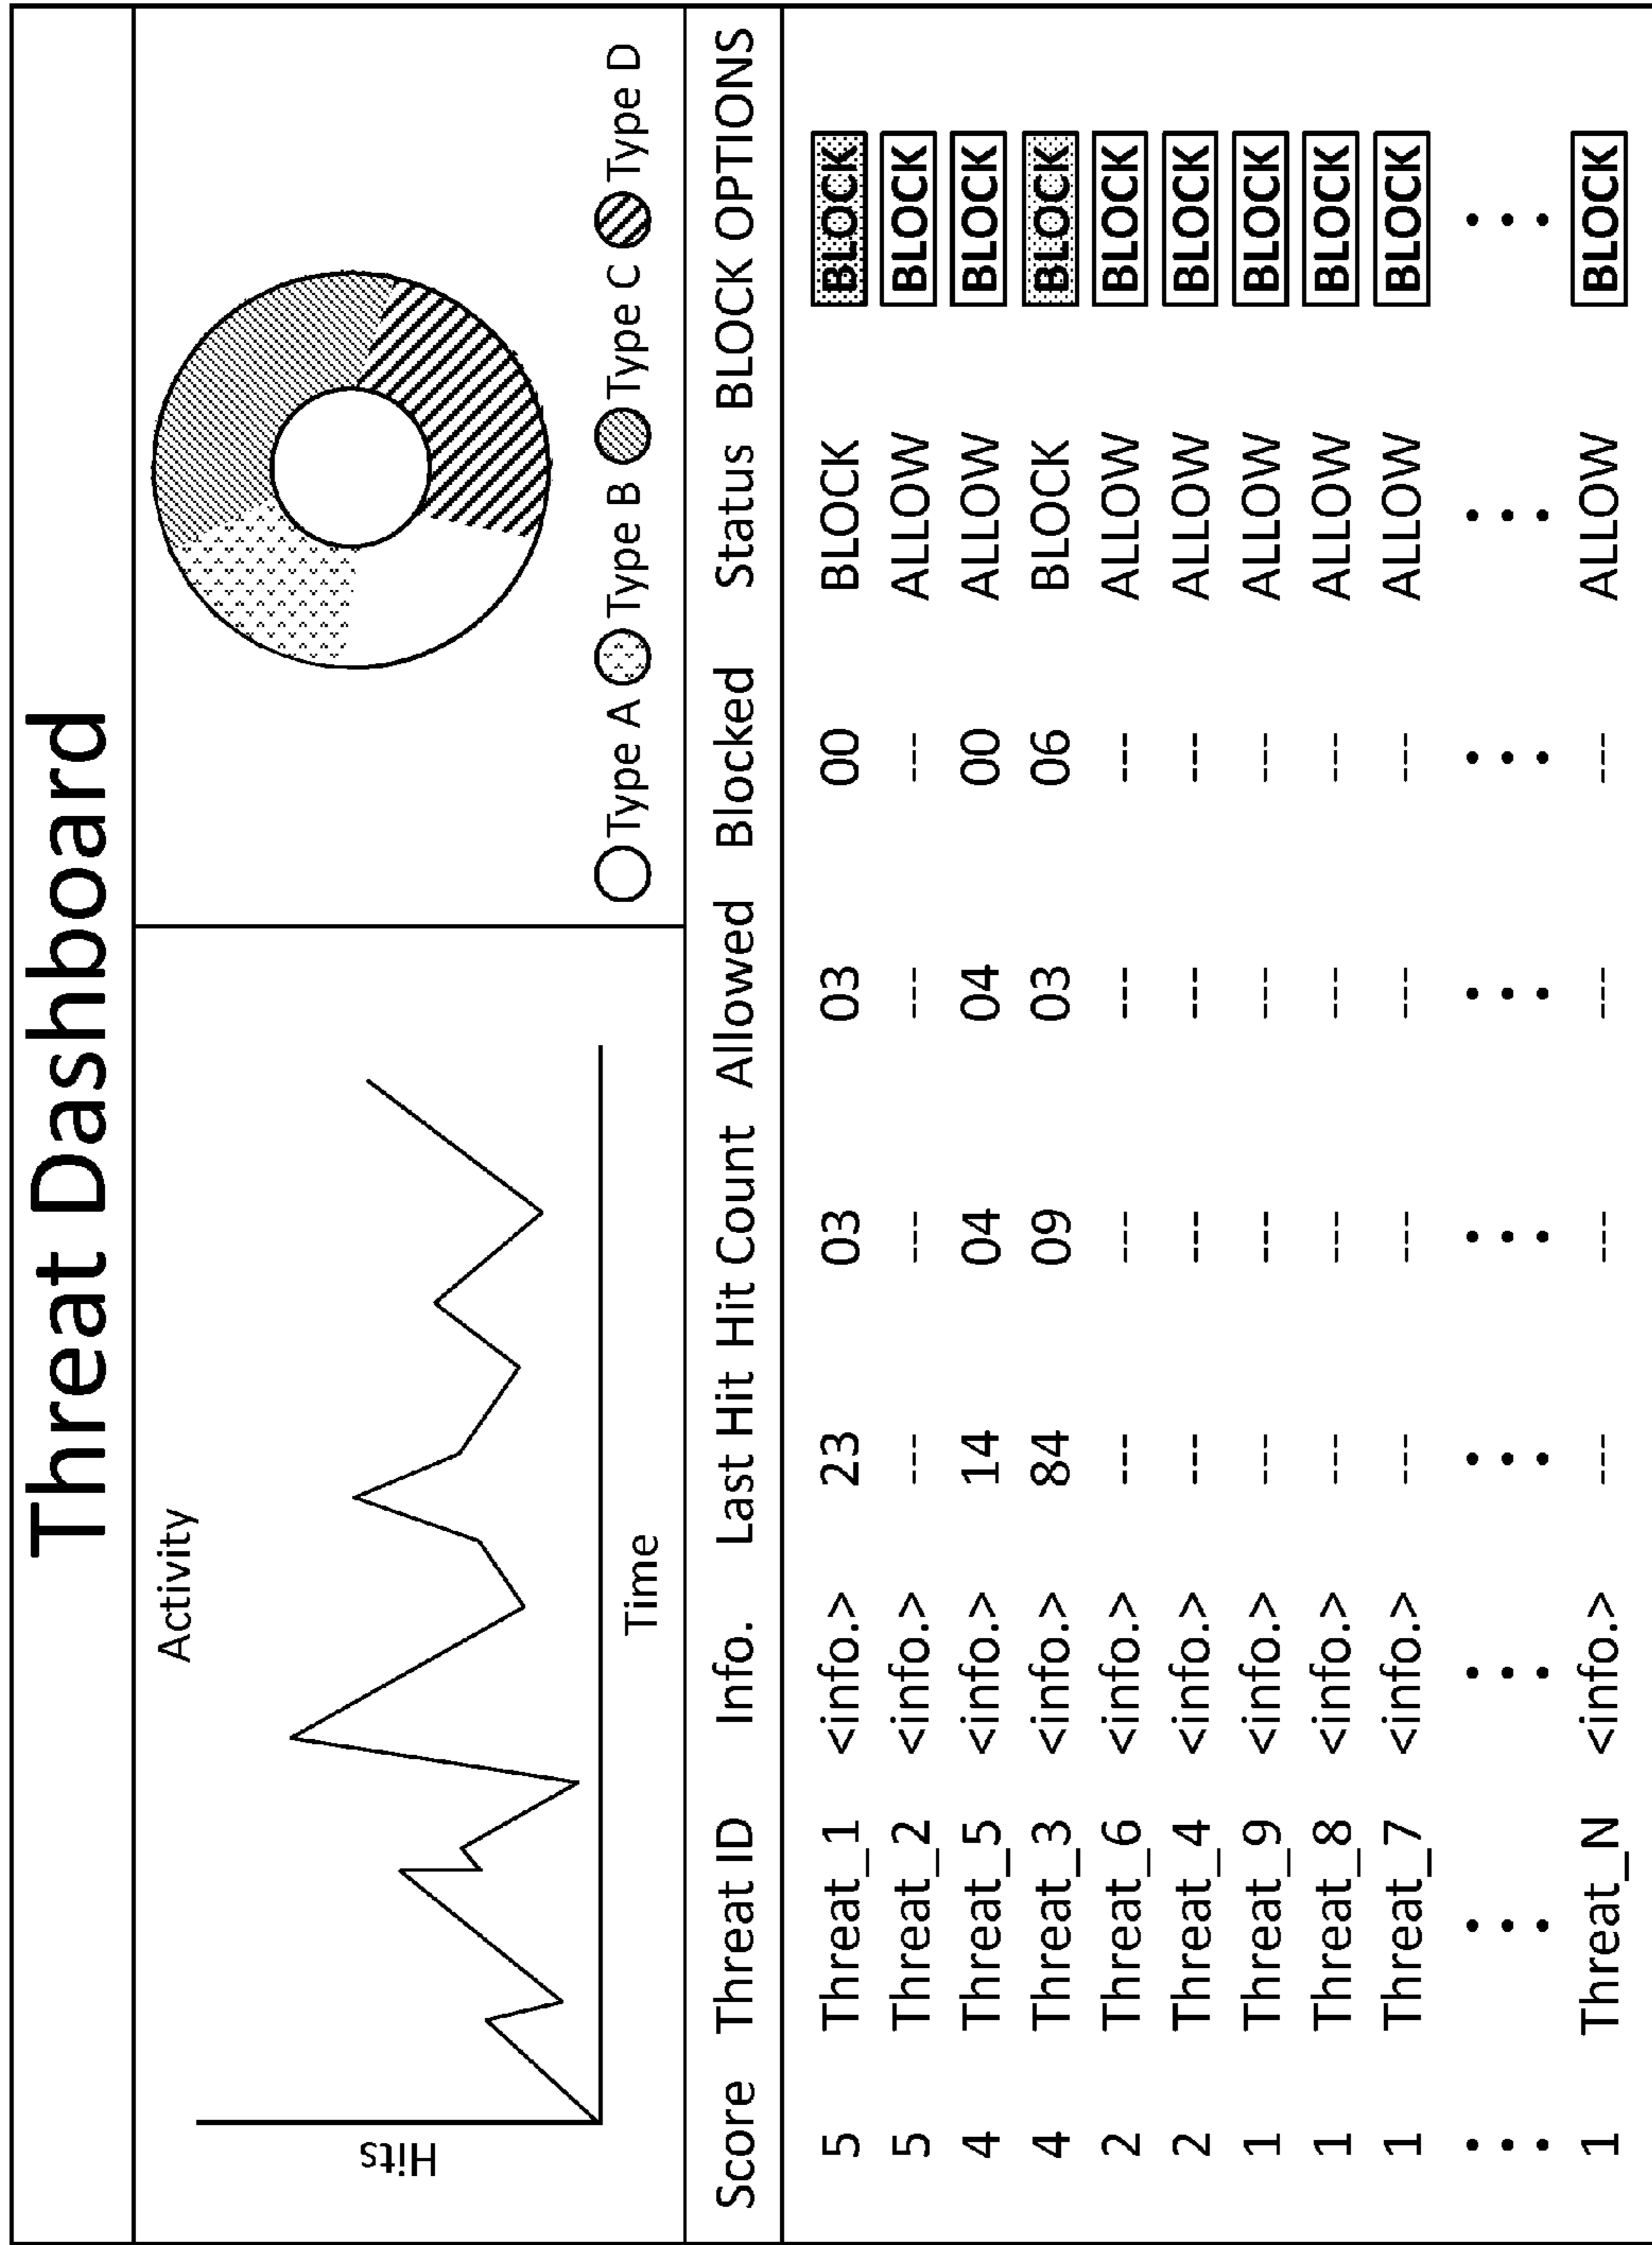 Threat Dashboard
Activity
Hits
Time
Type A Type B Type C Type D
Score Threat ID Info. Last Hit Hit Count Allowed Blocked Status BLOCK OPTIONS
5 Threat_1 <info.> 23 03 03 00 BLOCK BLOCK
5 Threat_2 <info.> --- --- --- --- ALLOW BLOCK
4 Threat_5 <info.> 14 04 04 00 ALLOW BLOCK
4 Threat_3 <info.> 84 09 03 06 BLOCK BLOCK
2 Threat_6 <info.> --- --- --- --- ALLOW BLOCK
2 Threat_4 <info.> --- --- --- --- ALLOW BLOCK
1 Threat_9 <info.> --- --- --- --- ALLOW BLOCK
1 Threat_8 <info.> --- --- --- --- ALLOW BLOCK
1 Threat_7 <info.> --- --- --- --- ALLOW BLOCK
1 Threat_N <info.> --- --- --- --- ALLOW BLOCK